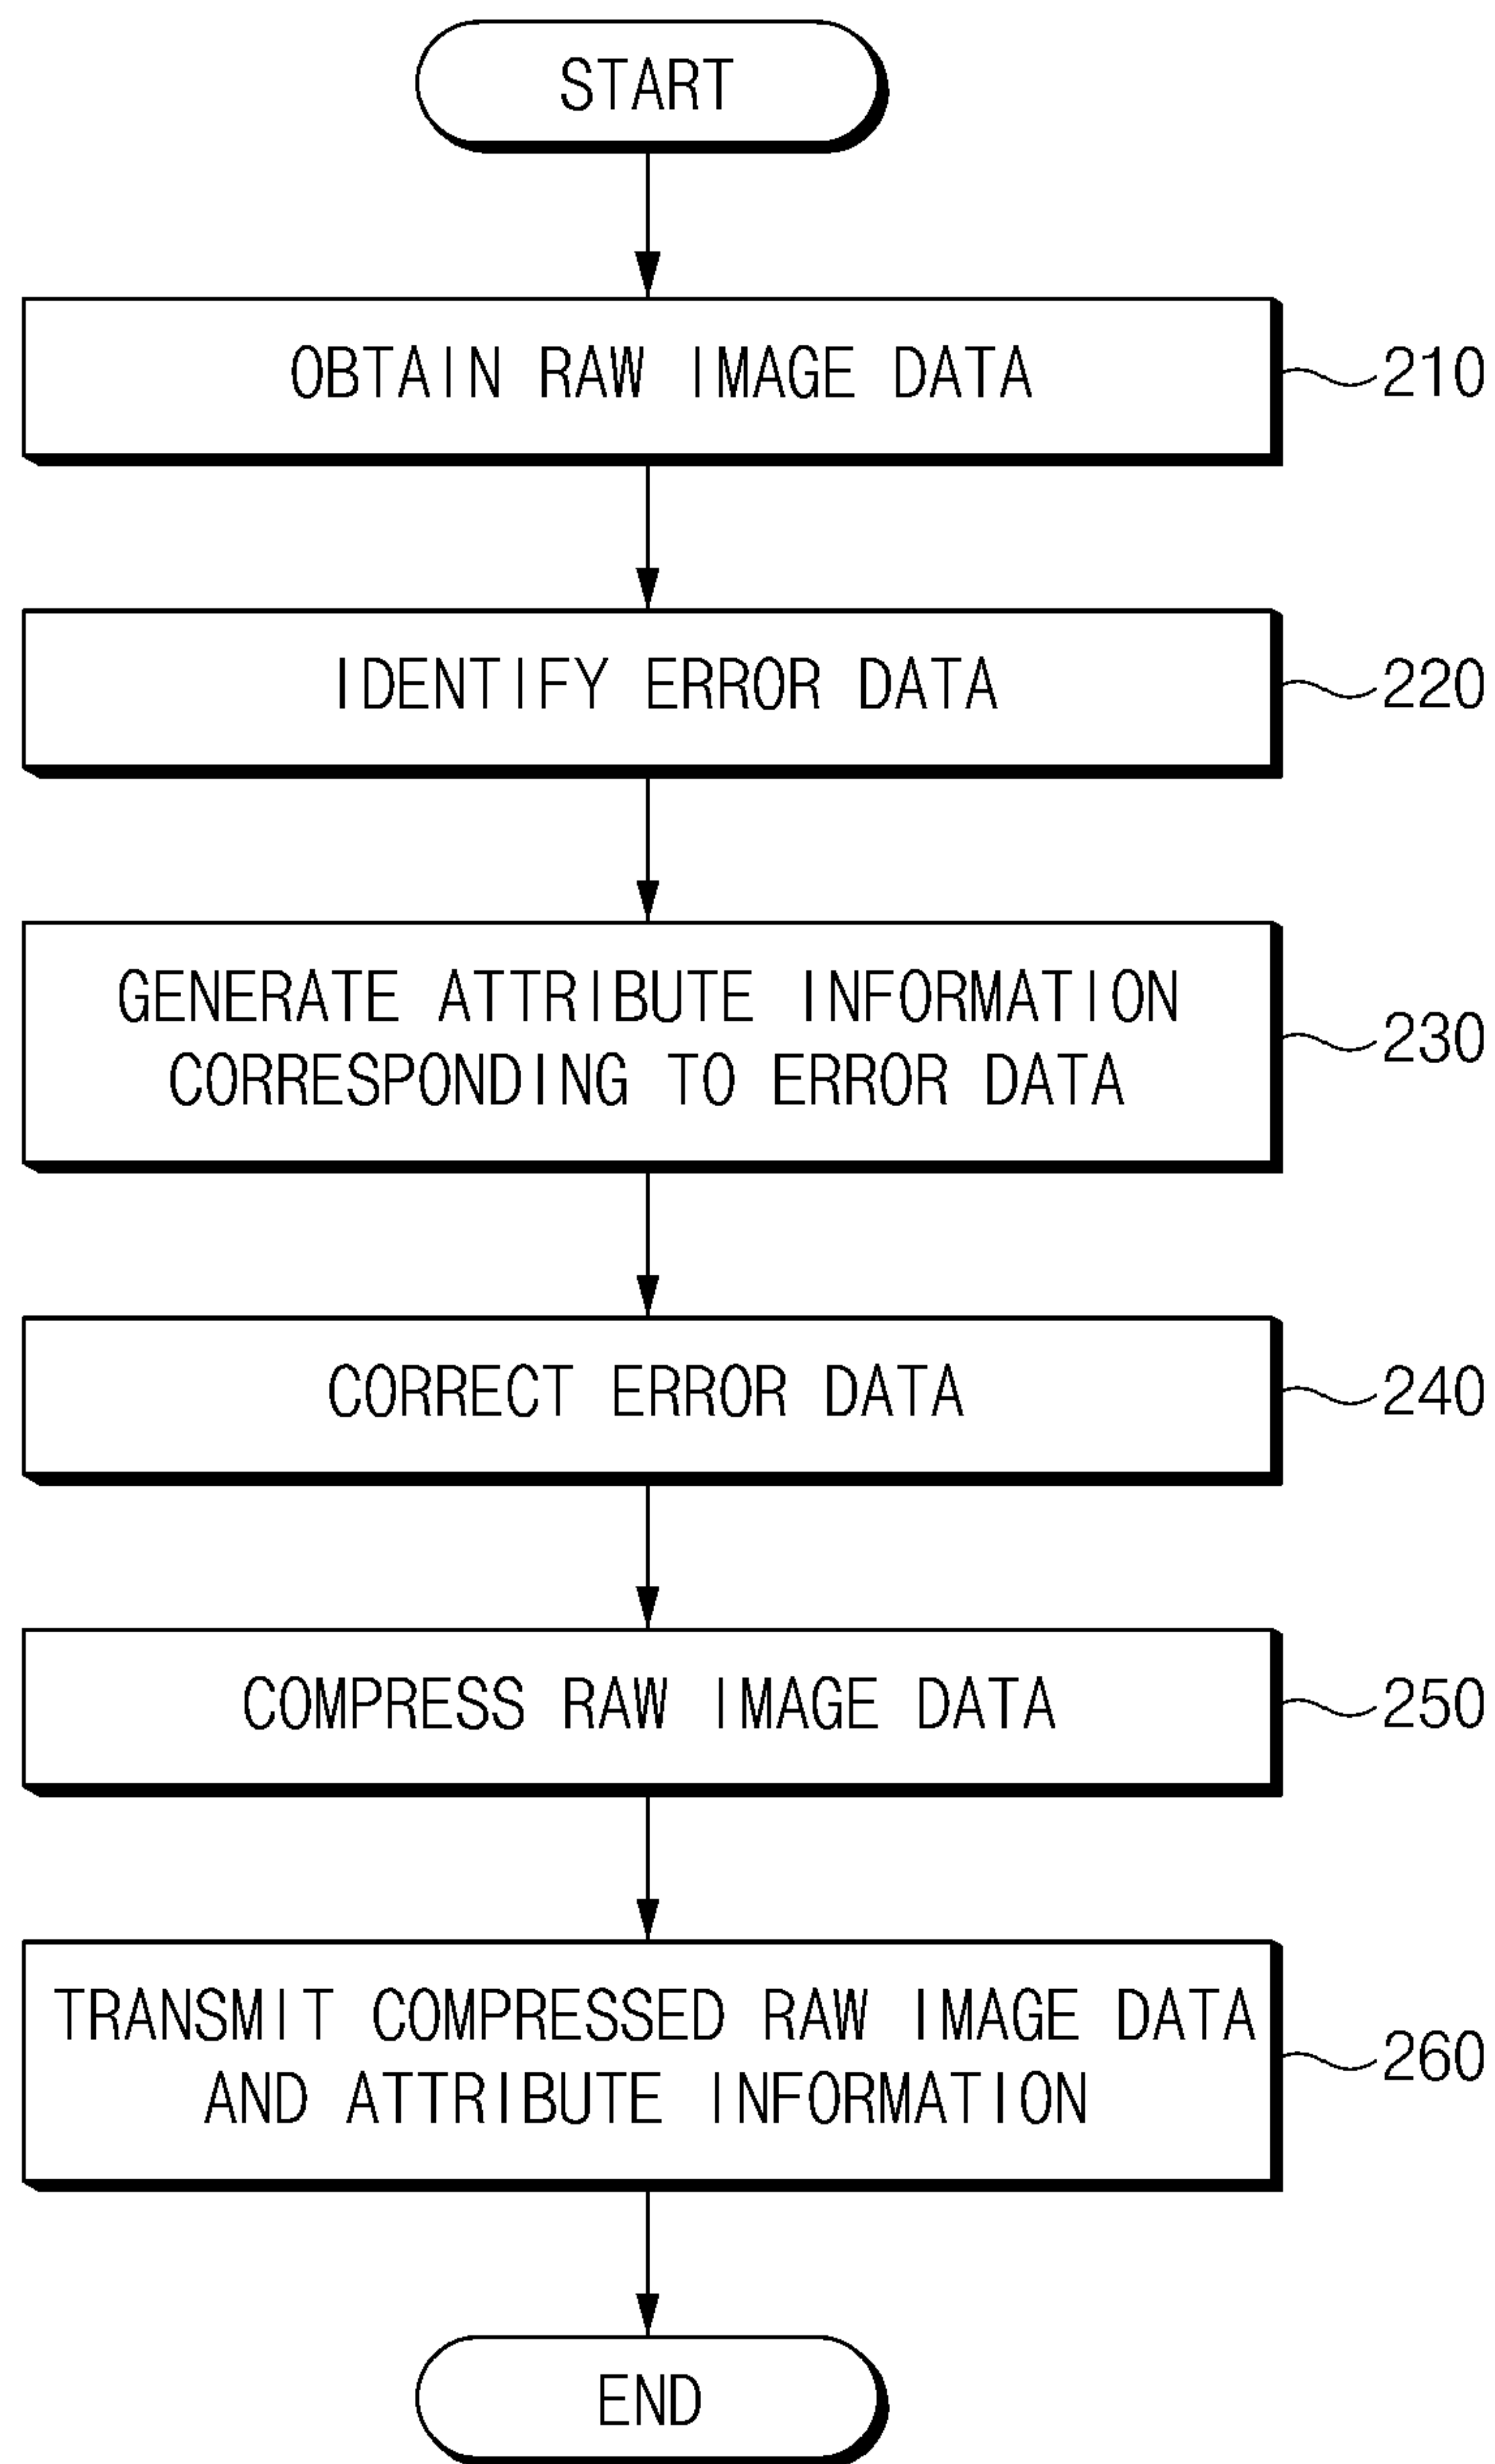 START
OBTAIN RAW IMAGE DATA
210
IDENTIFY ERROR DATA
220
GENERATE ATTRIBUTE INFORMATION
CORRESPONDING TO ERROR DATA
230
CORRECT ERROR DATA
240
COMPRESS RAW IMAGE DATA
250
TRANSMIT COMPRESSED RAW IMAGE DATA
AND ATTRIBUTE INFORMATION
260
END